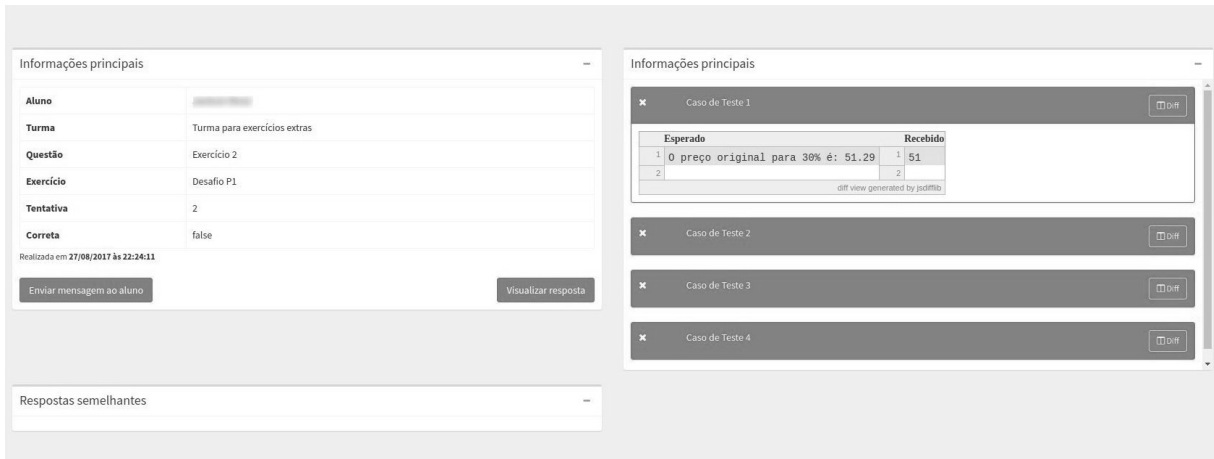 Informações principais
Aluno
Turma Turma para exercícios extras
Questão Exercício 2
Exercício Desafio P1
Tentativa 2
Correta false
Realizada em 27/08/2017 às 22:24:11
Enviar mensagem ao aluno Visualizar resposta
Respostas semelhantes
Informações principais
Caso de Teste 1 Diff
Esperado Recebido
1 O preço original para 30% é: 51.29 1 51
2 2
diff view generated by jsdifflib
Caso de Teste 2 Diff
Caso de Teste 3 Diff
Caso de Teste 4 Diff